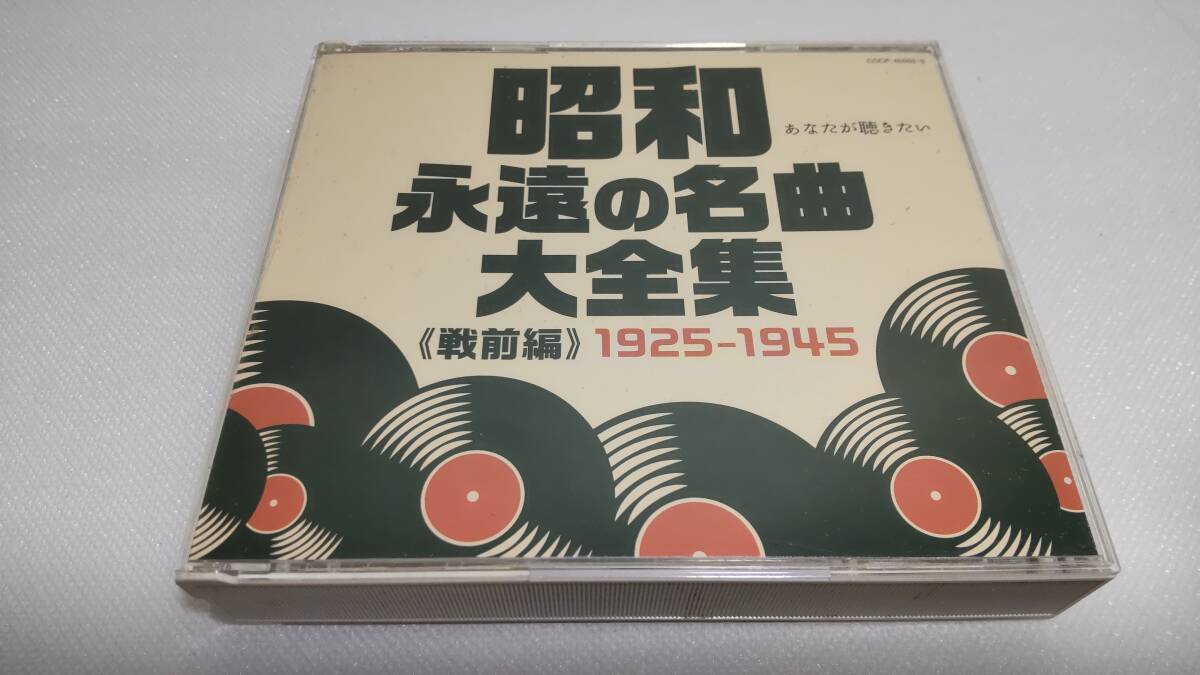 昭和
あなたが聴きたい
永遠の名曲
大全集
《戦前編》1925-1945